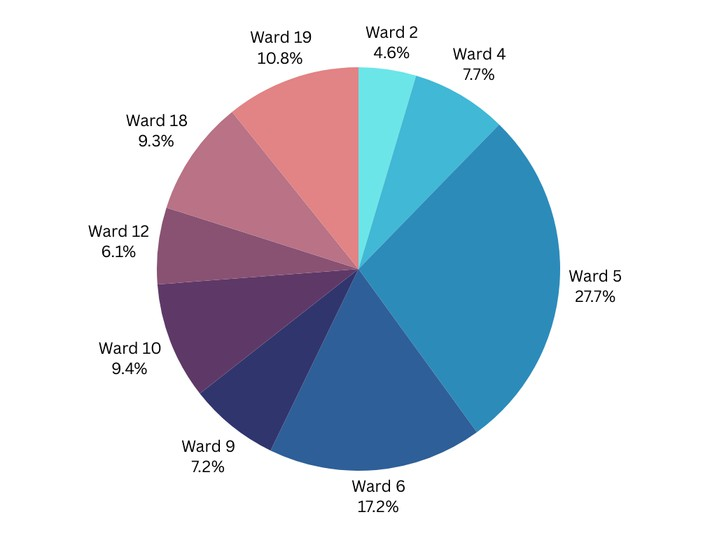 Ward 2
4.6%
Ward 4
7.7%
Ward 5
27.7%
Ward 6
17.2%
Ward 9
7.2%
Ward 10
9.4%
Ward 12
6.1%
Ward 18
9.3%
Ward 19
10.8%